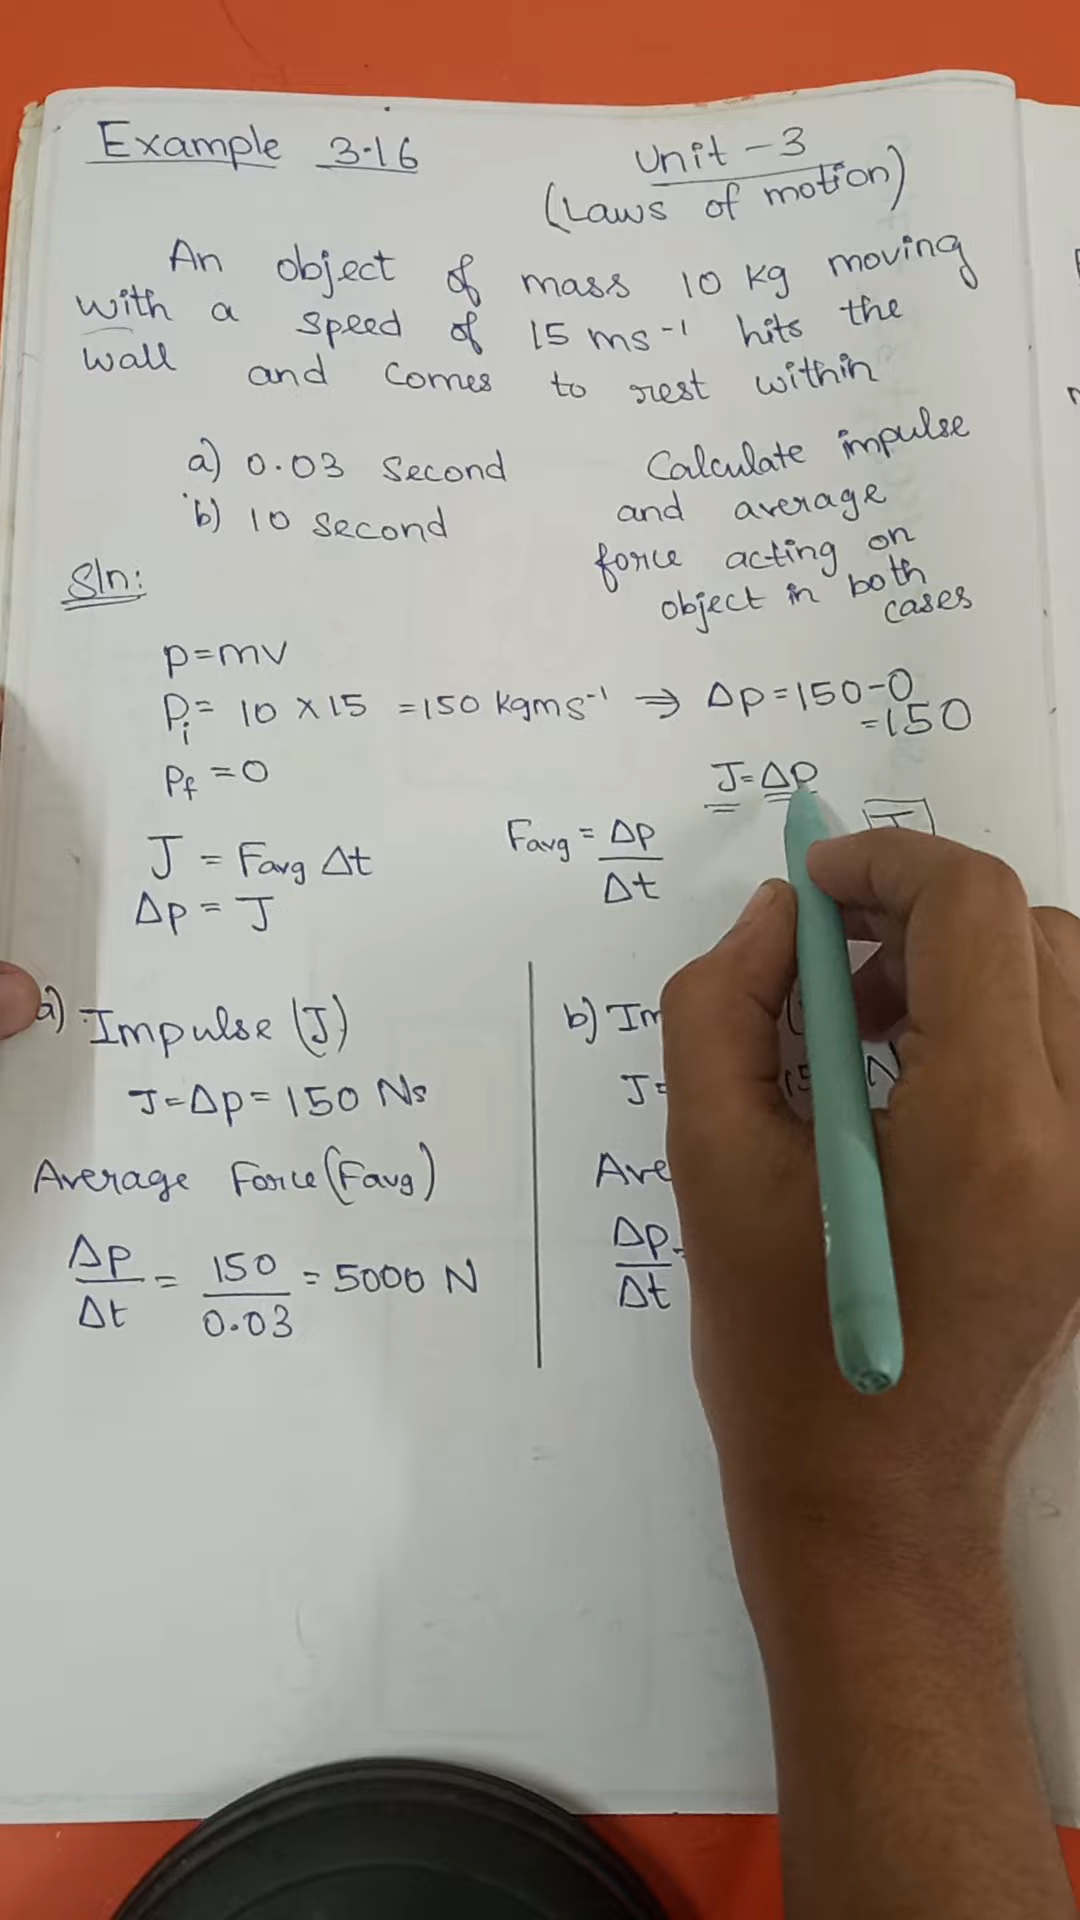 Example 3.16
Unit - 3
(Laws of motion)
An object of mass 10 kg moving
with a speed of 15 ms⁻¹ hits the
wall and comes to rest within
a) 0.03 second
b) 10 second
Calculate impulse
and average
force acting on
object in both
cases
Sln:
P=mv
Pi = 10 × 15 = 150 kgms⁻¹ ⇒ Δp = 150-0
=150
Pf = 0
J = Δp
J = Favg Δt
Favg = Δp
Δt
Δp = J
a) Impulse (J)
J = Δp = 150 Ns
Average Force (Favg)
Δp/Δt = 150/0.03 = 5000 N
b) Im
J=
15 N
Ave
Δp/Δt